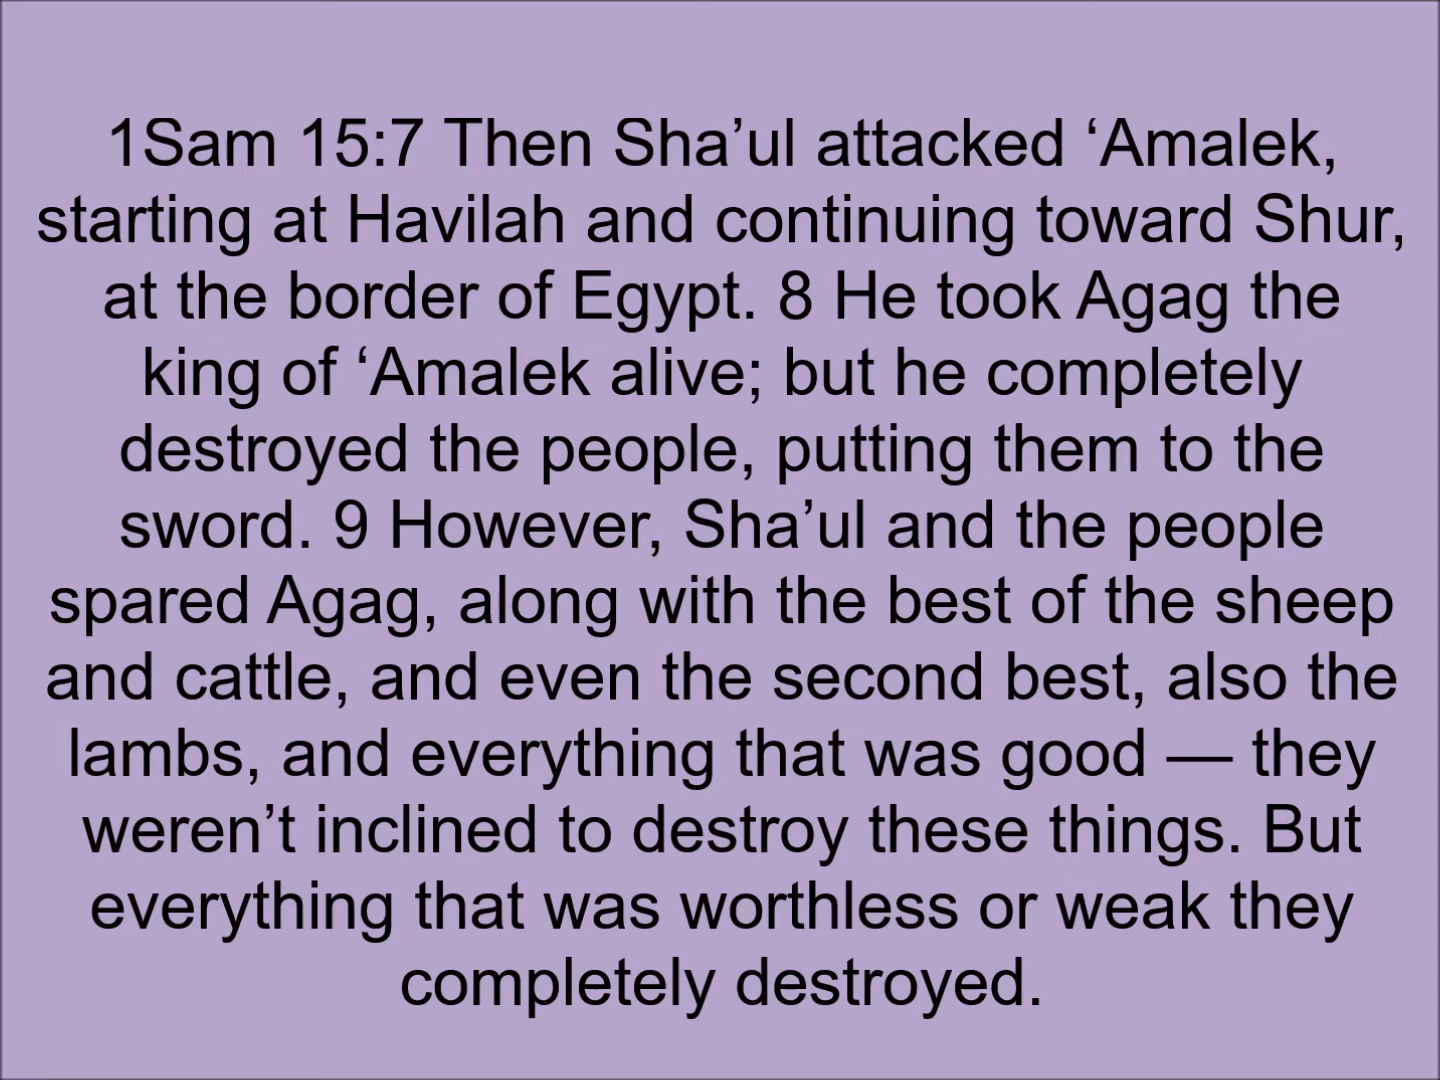 1Sam 15:7 Then Sha’ul attacked ‘Amalek,
starting at Havilah and continuing toward Shur,
at the border of Egypt. 8 He took Agag the
king of ‘Amalek alive; but he completely
destroyed the people, putting them to the
sword. 9 However, Sha’ul and the people
spared Agag, along with the best of the sheep
and cattle, and even the second best, also the
lambs, and everything that was good — they
weren’t inclined to destroy these things. But
everything that was worthless or weak they
completely destroyed.